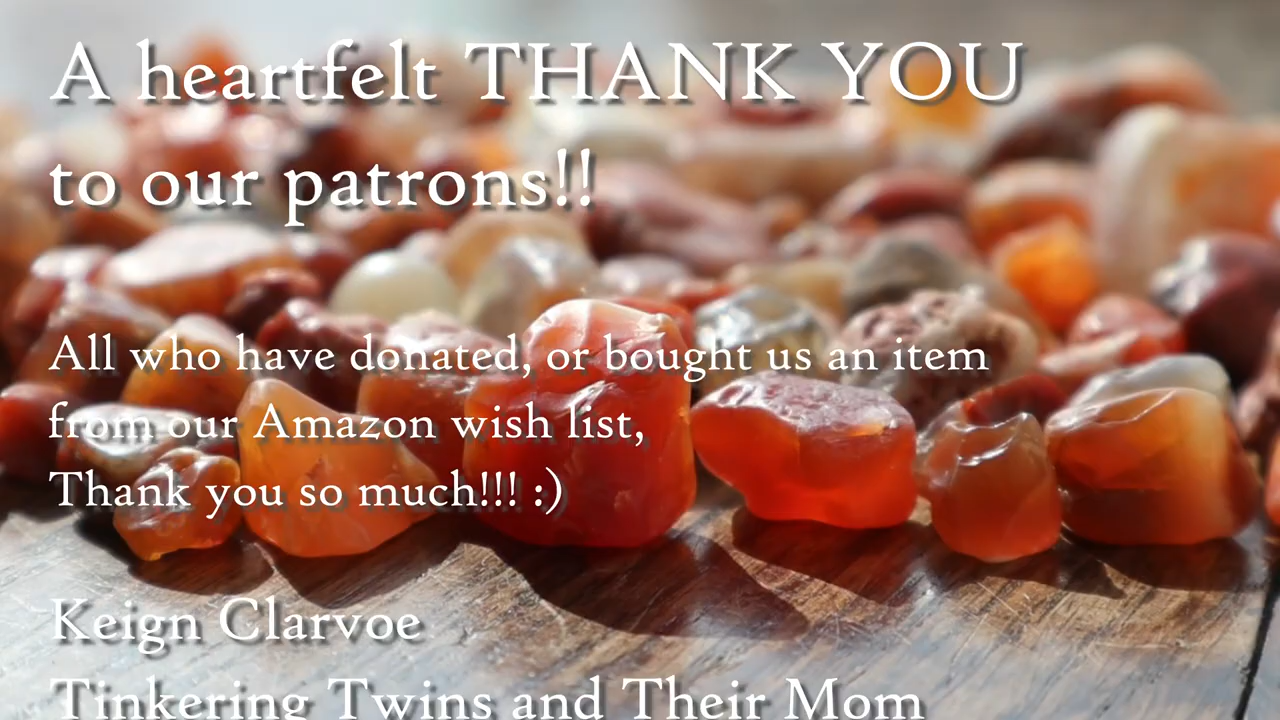 A heartfelt THANK YOU
to our patrons!!
All who have donated, or bought us an item
from our Amazon wish list,
Thank you so much!!! :)
Keign Clarvoe
Tinkering Twins and Their Mom